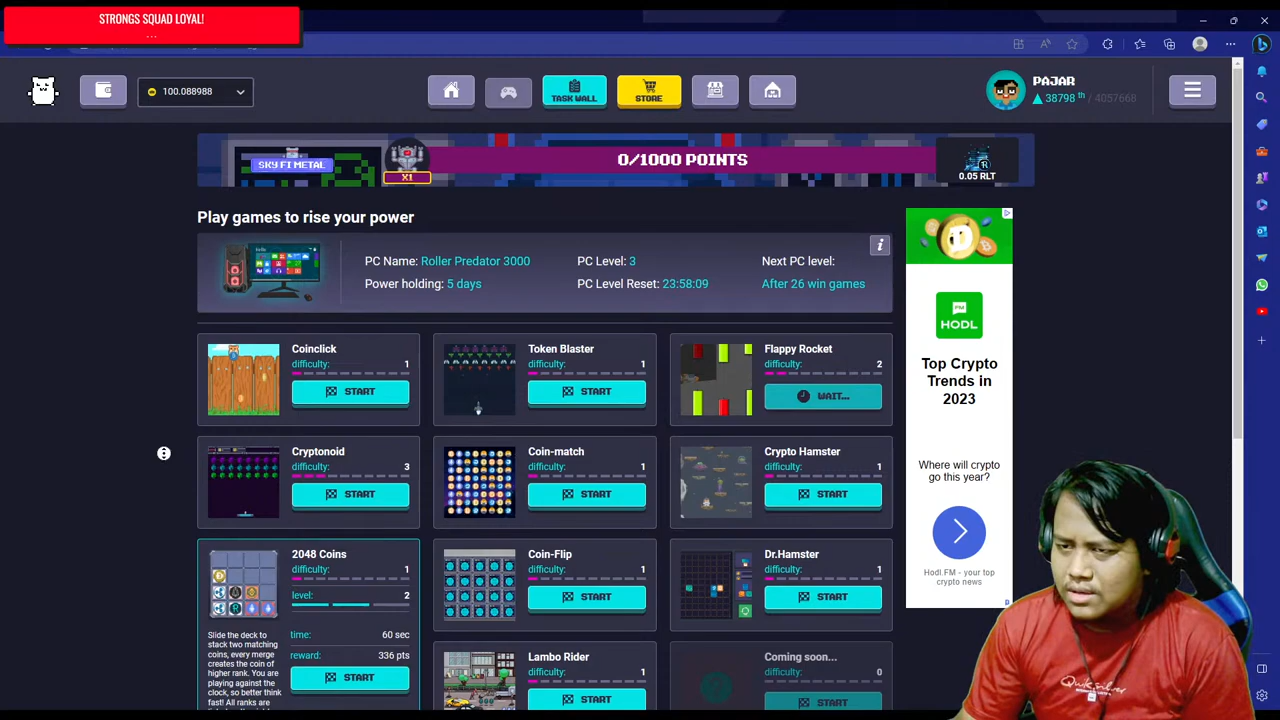 STRONGS SQUAD LOYAL!
...
100.088988
TASK WALL
STORE
PAJAR
38798 th / 4057668
SKY FI METAL
X1
0/1000 POINTS
R
0.05 RLT
Play games to rise your power
PC Name: Roller Predator 3000
Power holding: 5 days
PC Level: 3
PC Level Reset: 23:58:09
Next PC level:
After 26 win games
i
Coinclick
difficulty: 1
START
Token Blaster
difficulty: 1
START
Flappy Rocket
difficulty: 2
WAIT...
Cryptonoid
difficulty: 3
START
Coin-match
difficulty: 1
START
Crypto Hamster
difficulty: 1
START
2048 Coins
difficulty: 1
level: 2
time: 60 sec
reward: 336 pts
START
Slide the deck to
stack two matching
coins, every merge
creates the coin of
higher rank. You are
playing against the
clock, so better think
Coin-Flip
difficulty: 1
START
Dr.Hamster
difficulty: 1
START
Lambo Rider
difficulty: 1
START
Coming soon...
difficulty: 0
START
HODL
Top Crypto
Trends in
2023
Where will crypto
go this year?
Hodl FM - your top
crypto news
Quiksilver